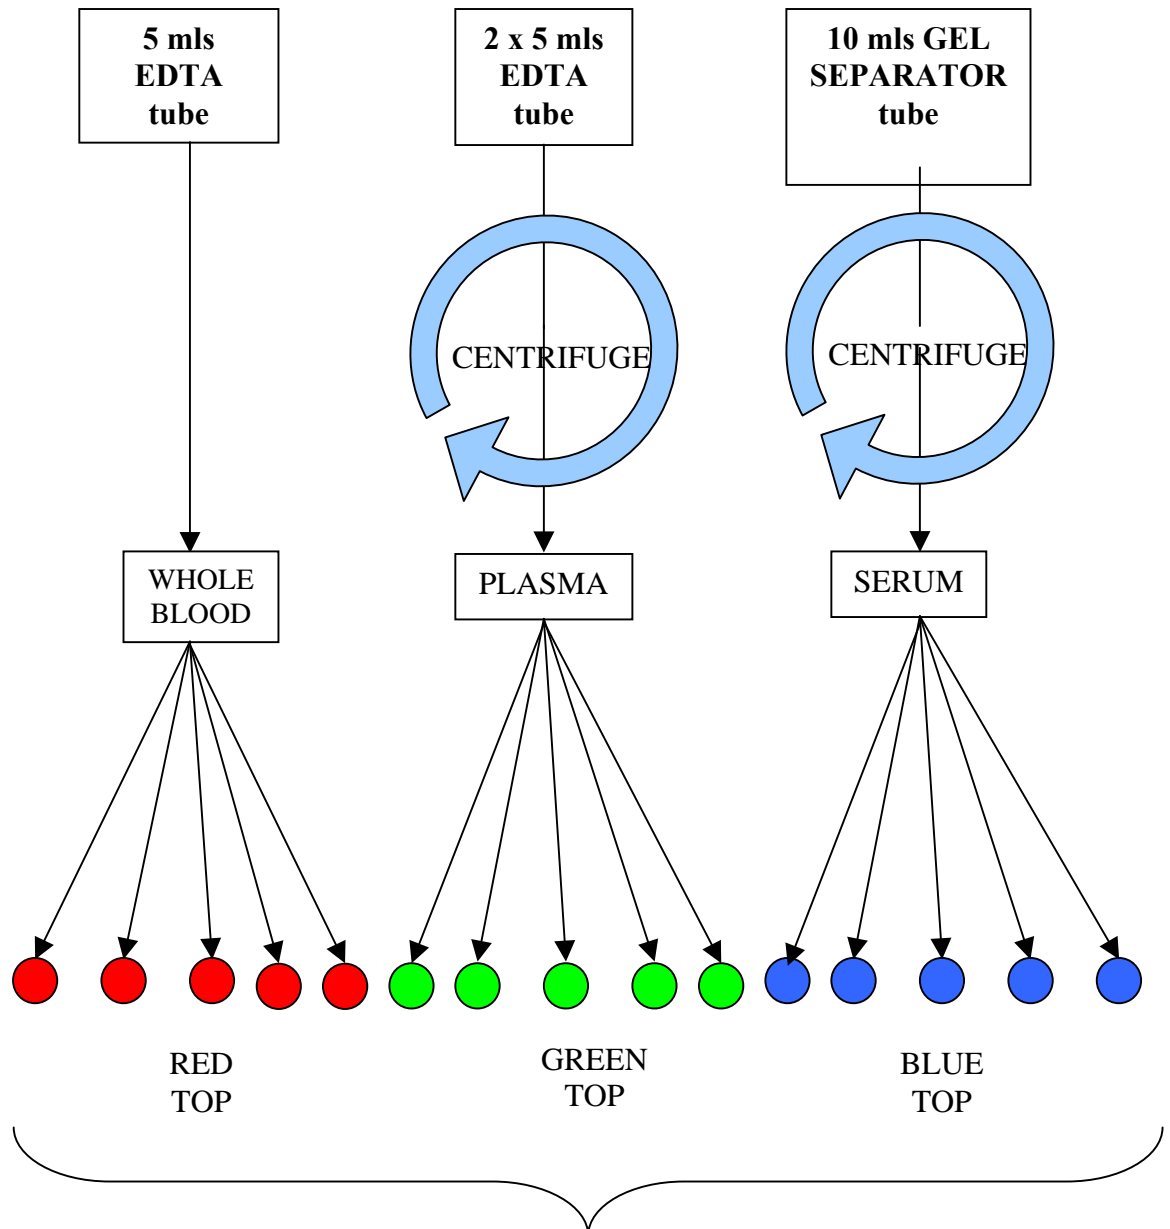 5 mls
EDTA
tube
2 x 5 mls
EDTA
tube
10 mls GEL
SEPARATOR
tube
CENTRIFUGE
CENTRIFUGE
WHOLE
BLOOD
PLASMA
SERUM
RED
TOP
GREEN
TOP
BLUE
TOP